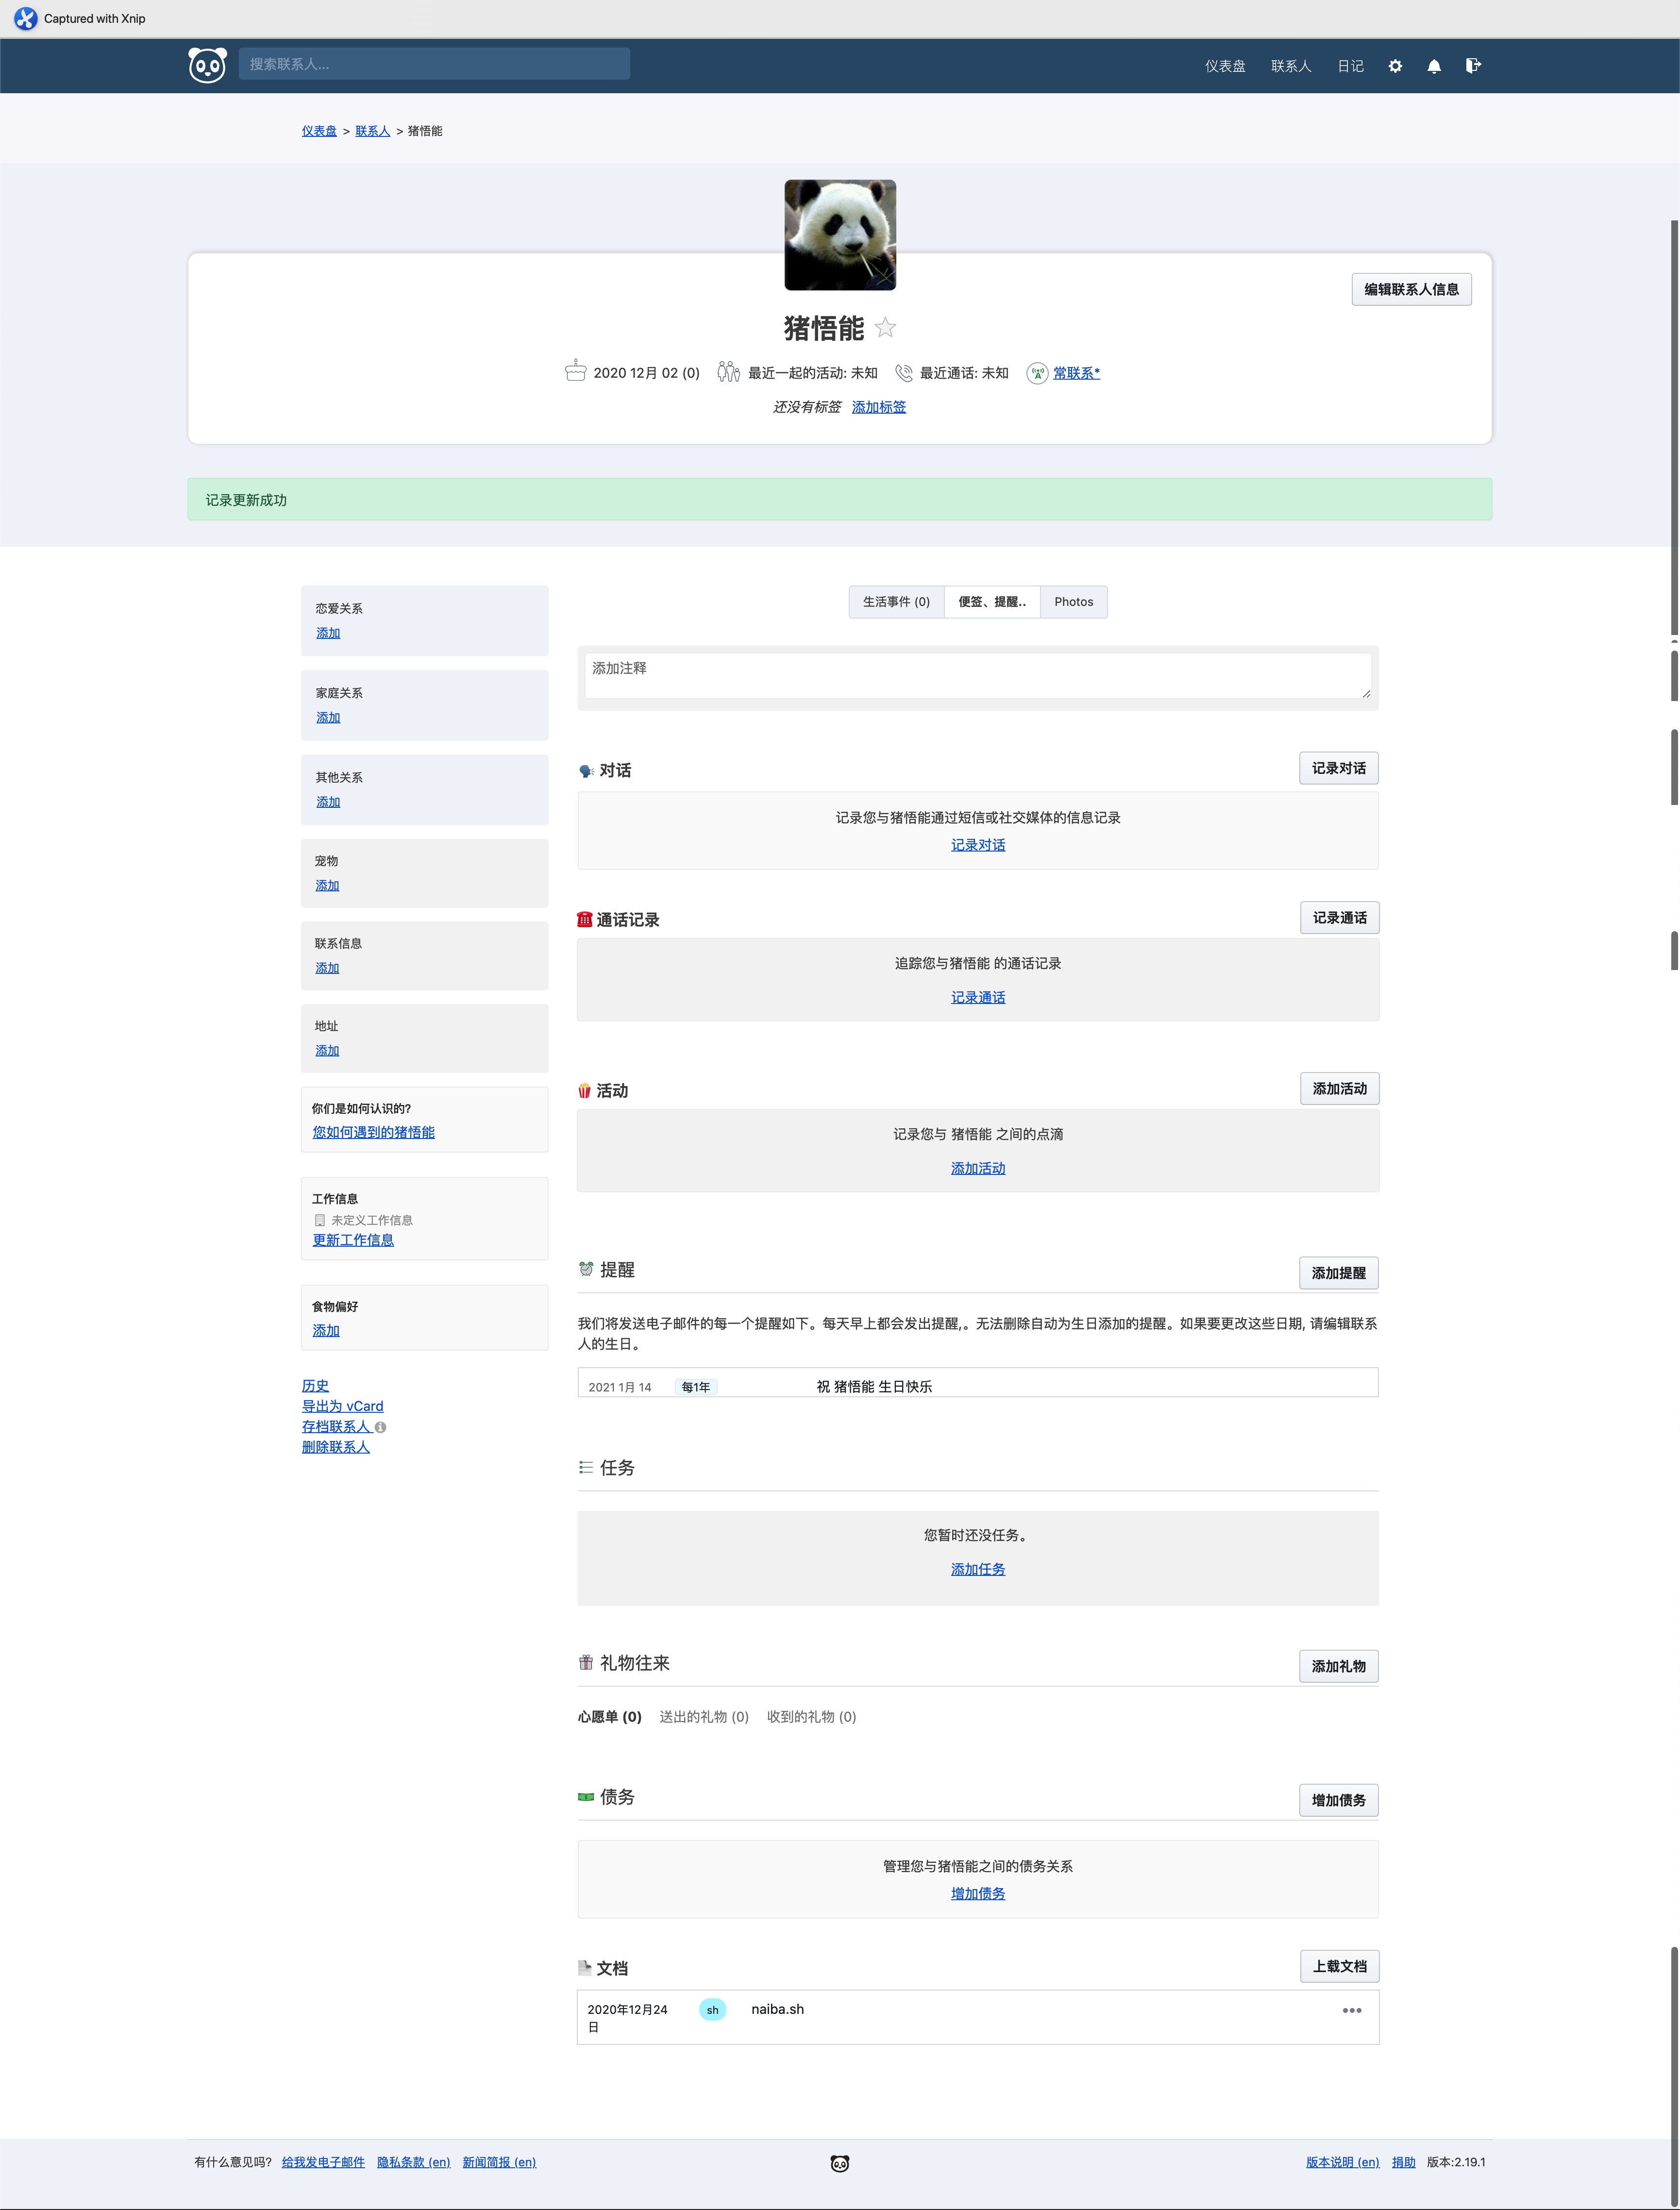 Captured with Xnip
搜索联系人...
仪表盘 联系人 日记
仪表盘 > 联系人 > 猪悟能
编辑联系人信息
猪悟能
2020 12月 02 (0) 最近一起的活动: 未知 最近通话: 未知 常联系*
还没有标签 添加标签
记录更新成功
恋爱关系
添加
家庭关系
添加
其他关系
添加
宠物
添加
联系信息
添加
地址
添加
你们是如何认识的?
您如何遇到的猪悟能
工作信息
未定义工作信息
更新工作信息
食物偏好
添加
历史
导出为 vCard
存档联系人
删除联系人
生活事件 (0) 便签、提醒.. Photos
添加注释
对话 记录对话
记录您与猪悟能通过短信或社交媒体的信息记录
记录对话
通话记录 记录通话
追踪您与猪悟能 的通话记录
记录通话
活动 添加活动
记录您与 猪悟能 之间的点滴
添加活动
提醒 添加提醒
我们将发送电子邮件的每一个提醒如下。每天早上都会发出提醒,。无法删除自动为生日添加的提醒。如果要更改这些日期, 请编辑联系
人的生日。
2021 1月 14 每1年 祝 猪悟能 生日快乐
任务
您暂时还没任务。
添加任务
礼物往来 添加礼物
心愿单 (0) 送出的礼物 (0) 收到的礼物 (0)
债务 增加债务
管理您与猪悟能之间的债务关系
增加债务
文档 上载文档
2020年12月24 sh naiba.sh
日
有什么意见吗? 给我发电子邮件 隐私条款 (en) 新闻简报 (en) 版本说明 (en) 捐助 版本:2.19.1